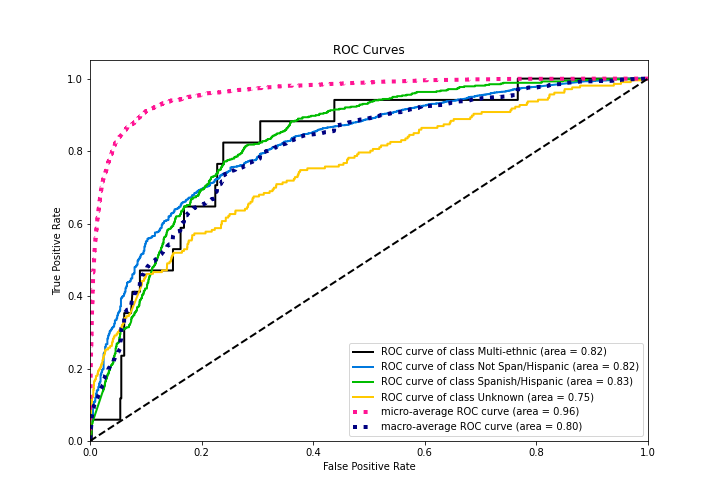 ROC Curves
1.0
0.8
0.6
0.4
0.2
0.0
True Positive Rate
ROC curve of class Multi-ethnic (area = 0.82)
ROC curve of class Not Span/Hispanic (area = 0.82)
ROC curve of class Spanish/Hispanic (area = 0.83)
ROC curve of class Unknown (area = 0.75)
micro-average ROC curve (area = 0.96)
macro-average ROC curve (area = 0.80)
0.0 0.2 0.4 0.6 0.8 1.0
False Positive Rate